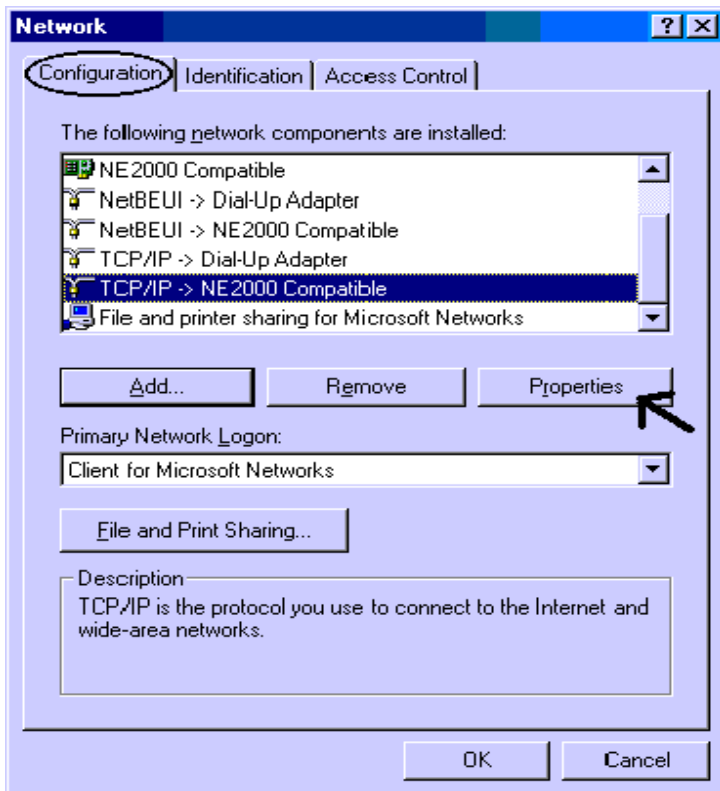 Network
Configuration Identification Access Control
The following network components are installed:
NE2000 Compatible
NetBEUI -> Dial-Up Adapter
NetBEUI -> NE2000 Compatible
TCP/IP -> Dial-Up Adapter
TCP/IP -> NE2000 Compatible
File and printer sharing for Microsoft Networks
Add... Remove Properties
Primary Network Logon:
Client for Microsoft Networks
File and Print Sharing...
Description
TCP/IP is the protocol you use to connect to the Internet and
wide-area networks.
OK Cancel